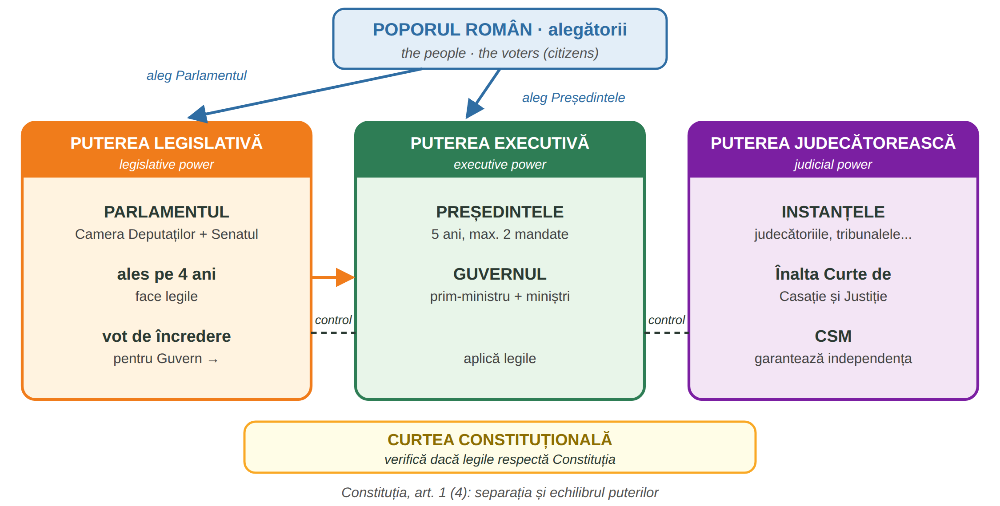 POPORUL ROMÂN · alegătorii
the people · the voters (citizens)
aleg Parlamentul
aleg Președintele
PUTEREA LEGISLATIVĂ
legislative power
PARLAMENTUL
Camera Deputaților + Senatul
ales pe 4 ani
face legile
vot de încredere
pentru Guvern →
control
PUTEREA EXECUTIVĂ
executive power
PREȘEDINTELE
5 ani, max. 2 mandate
GUVERNUL
prim-ministru + miniștri
aplică legile
control
PUTEREA JUDECĂTOREASCĂ
judicial power
INSTANȚELE
judecătoriile, tribunalele...
Înalta Curte de
Casație și Justiție
CSM
garantează independența
CURTEA CONSTITUȚIONALĂ
verifică dacă legile respectă Constituția
Constituția, art. 1 (4): separația și echilibrul puterilor